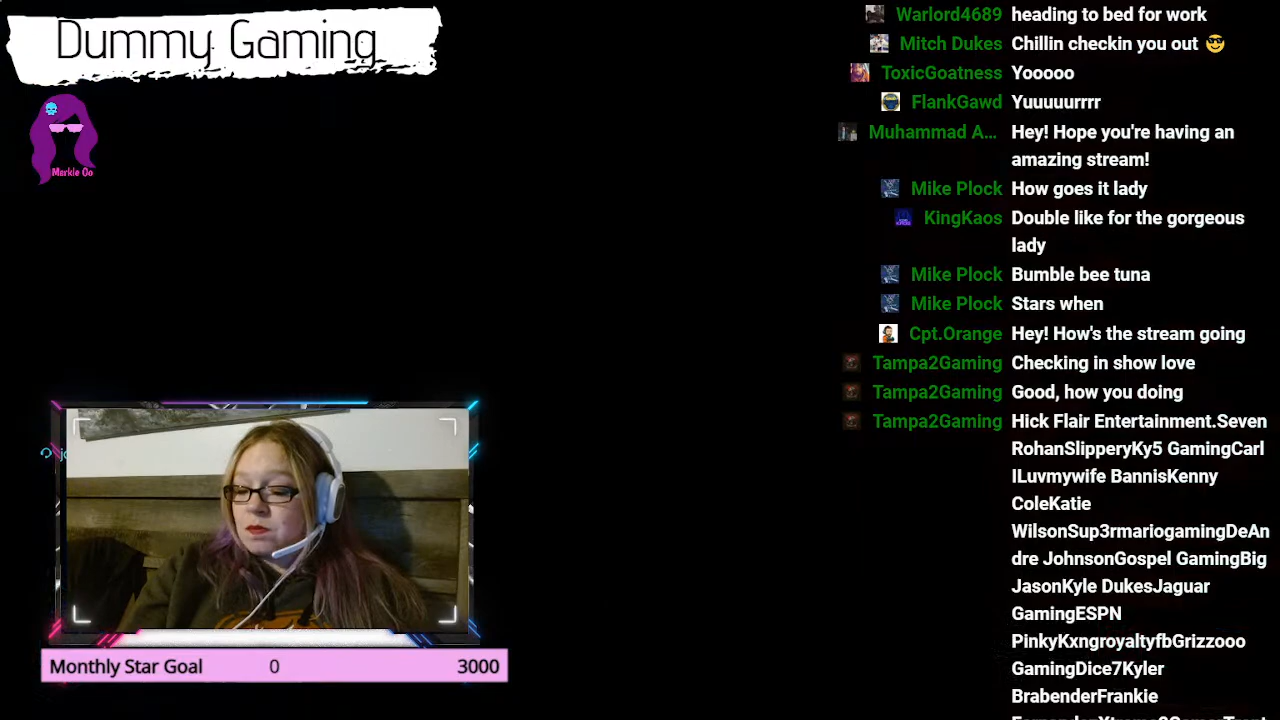 Dummy Gaming
Markle Oo
Warlord4689 heading to bed for work
Mitch Dukes Chillin checkin you out 😎
ToxicGoatness Yooooo
FlankGawd Yuuuuurrrr
Muhammad A... Hey! Hope you're having an
amazing stream!
Mike Plock How goes it lady
KingKaos Double like for the gorgeous
lady
Mike Plock Bumble bee tuna
Mike Plock Stars when
Cpt.Orange Hey! How's the stream going
Tampa2Gaming Checking in show love
Tampa2Gaming Good, how you doing
Tampa2Gaming Hick Flair Entertainment.Seven
RohanSlipperyKy5 GamingCarl
ILuvmywife BannisKenny
ColeKatie
WilsonSup3rmariogamingDeAn
dre JohnsonGospel GamingBig
JasonKyle DukesJaguar
GamingESPN
PinkyKxngroyaltyfbGrizzooo
GamingDice7Kyler
BrabenderFrankie
Monthly Star Goal 0 3000